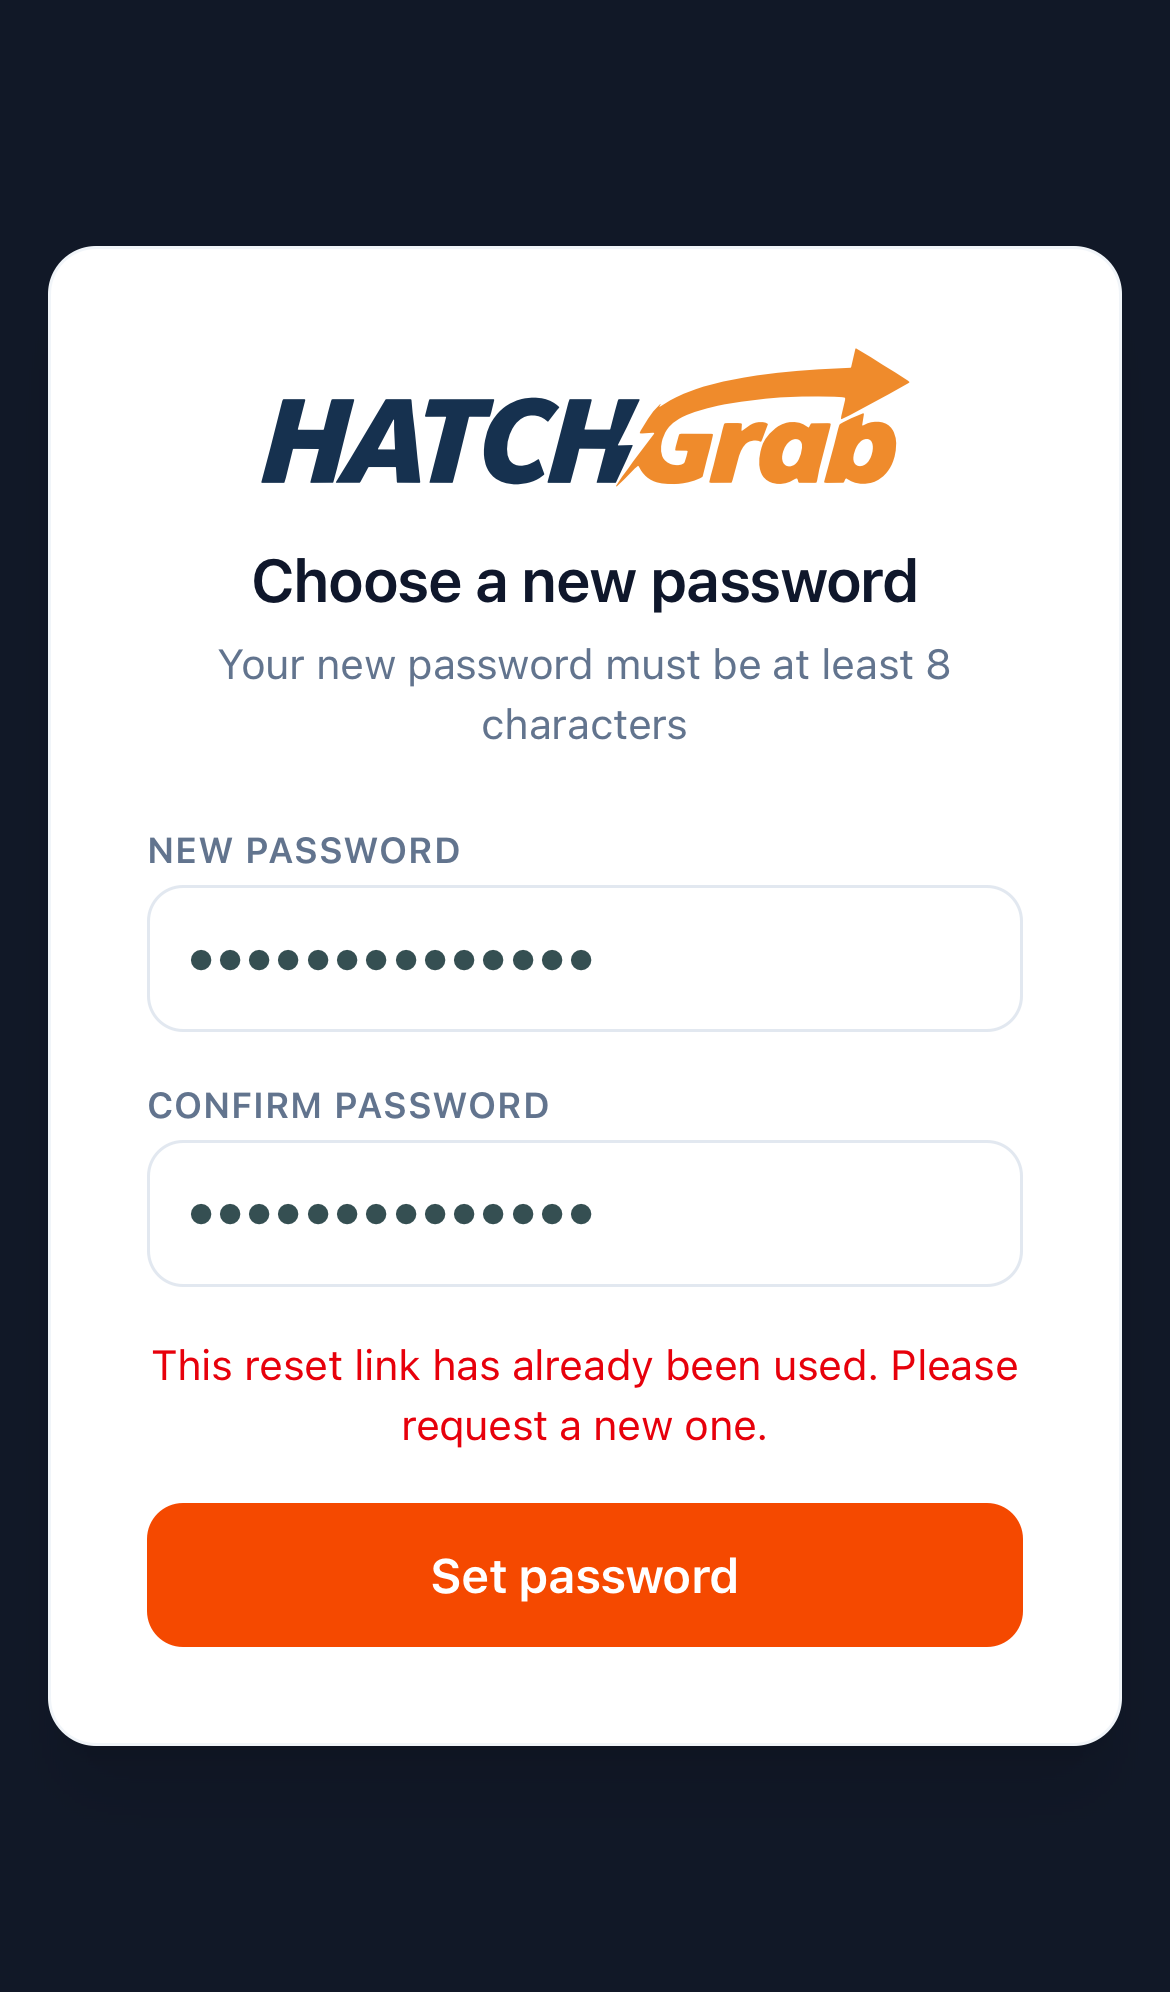 HATCHGrab
Choose a new password
Your new password must be at least 8
characters
NEW PASSWORD
••••••••••••••
CONFIRM PASSWORD
••••••••••••••
This reset link has already been used. Please
request a new one.
Set password